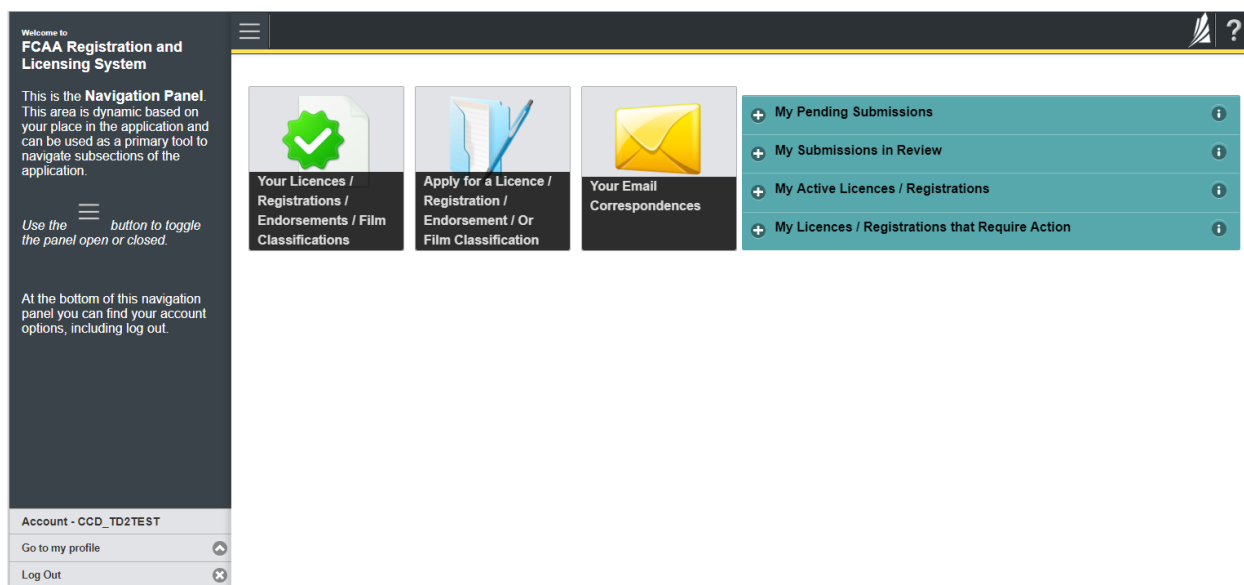 Welcome to
FCAA Registration and
Licensing System
This is the Navigation Panel.
This area is dynamic based on
your place in the application and
can be used as a primary tool to
navigate subsections of the
application.
Use the button to toggle
the panel open or closed.
At the bottom of this navigation
panel you can find your account
options, including log out.
Account - CCD_TD2TEST
Go to my profile
Log Out
?
Your Licences /
Registrations /
Endorsements / Film
Classifications
Apply for a Licence /
Registration /
Endorsement / Or
Film Classification
Your Email
Correspondences
My Pending Submissions
My Submissions in Review
My Active Licences / Registrations
My Licences / Registrations that Require Action